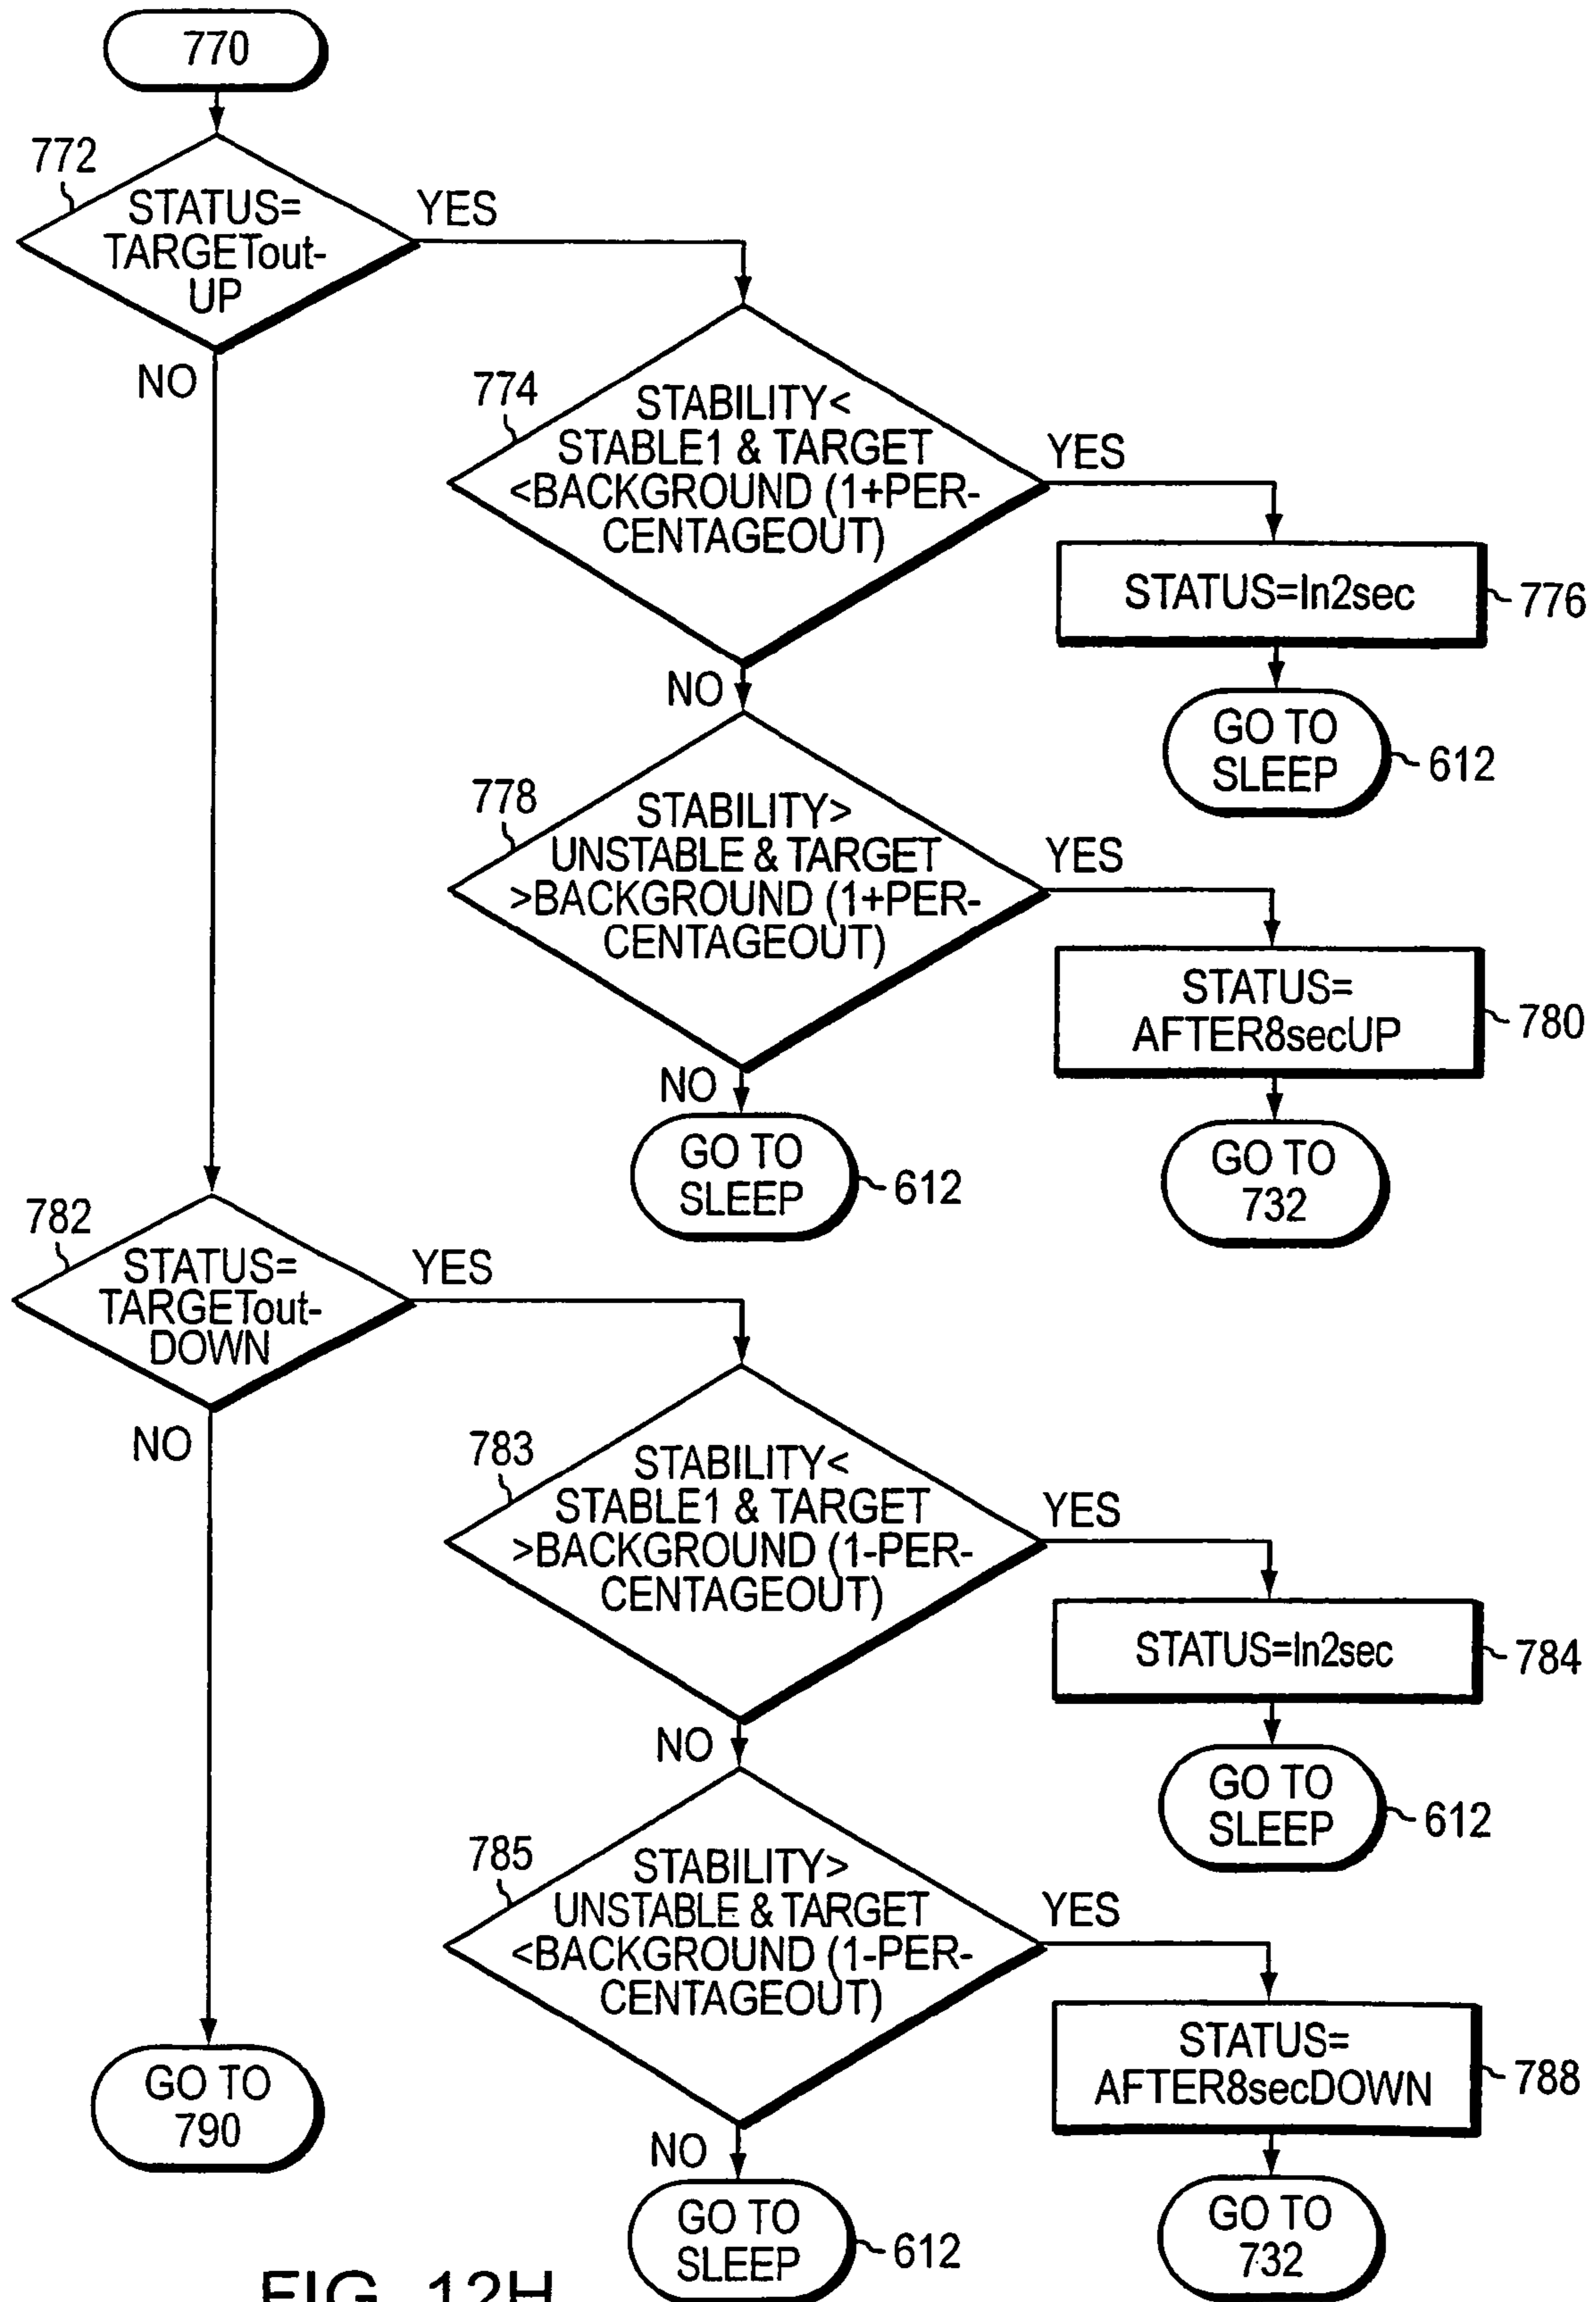 770
772
STATUS=
TARGETout-
UP
YES
NO
774
STABILITY<
STABLE1 & TARGET
<BACKGROUND (1+PER-
CENTAGEOUT)
YES
STATUS=In2sec
776
GO TO
SLEEP
612
NO
778
STABILITY>
UNSTABLE & TARGET
>BACKGROUND (1+PER-
CENTAGEOUT)
YES
STATUS=
AFTER8secUP
780
GO TO
732
NO
GO TO
SLEEP
612
782
STATUS=
TARGETout-
DOWN
YES
NO
783
STABILITY<
STABLE1 & TARGET
>BACKGROUND (1-PER-
CENTAGEOUT)
YES
STATUS=In2sec
784
GO TO
SLEEP
612
NO
785
STABILITY>
UNSTABLE & TARGET
<BACKGROUND (1-PER-
CENTAGEOUT)
YES
STATUS=
AFTER8secDOWN
788
GO TO
732
NO
GO TO
SLEEP
612
GO TO
790
FIG. 12H